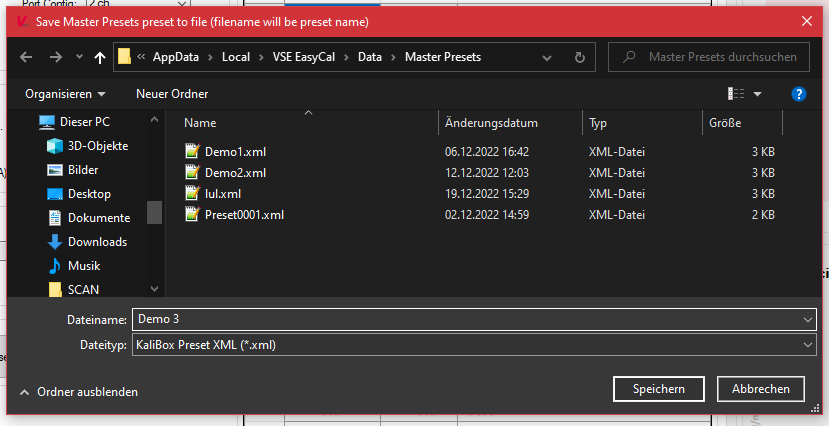 Port Config: 2 ch
Save Master Presets preset to file (filename will be preset name)
« AppData › Local › VSE EasyCal › Data › Master Presets
Master Presets durchsuchen
Organisieren Neuer Ordner
Name Änderungsdatum Typ Größe
Demo1.xml 06.12.2022 16:42 XML-Datei 3 KB
Demo2.xml 12.12.2022 12:03 XML-Datei 3 KB
lul.xml 19.12.2022 15:29 XML-Datei 3 KB
Preset0001.xml 02.12.2022 14:59 XML-Datei 2 KB
Dieser PC
3D-Objekte
Bilder
Desktop
Dokumente
Downloads
Musik
SCAN
Dateiname: Demo 3
Dateityp: KaliBox Preset XML (*.xml)
Ordner ausblenden
Speichern Abbrechen